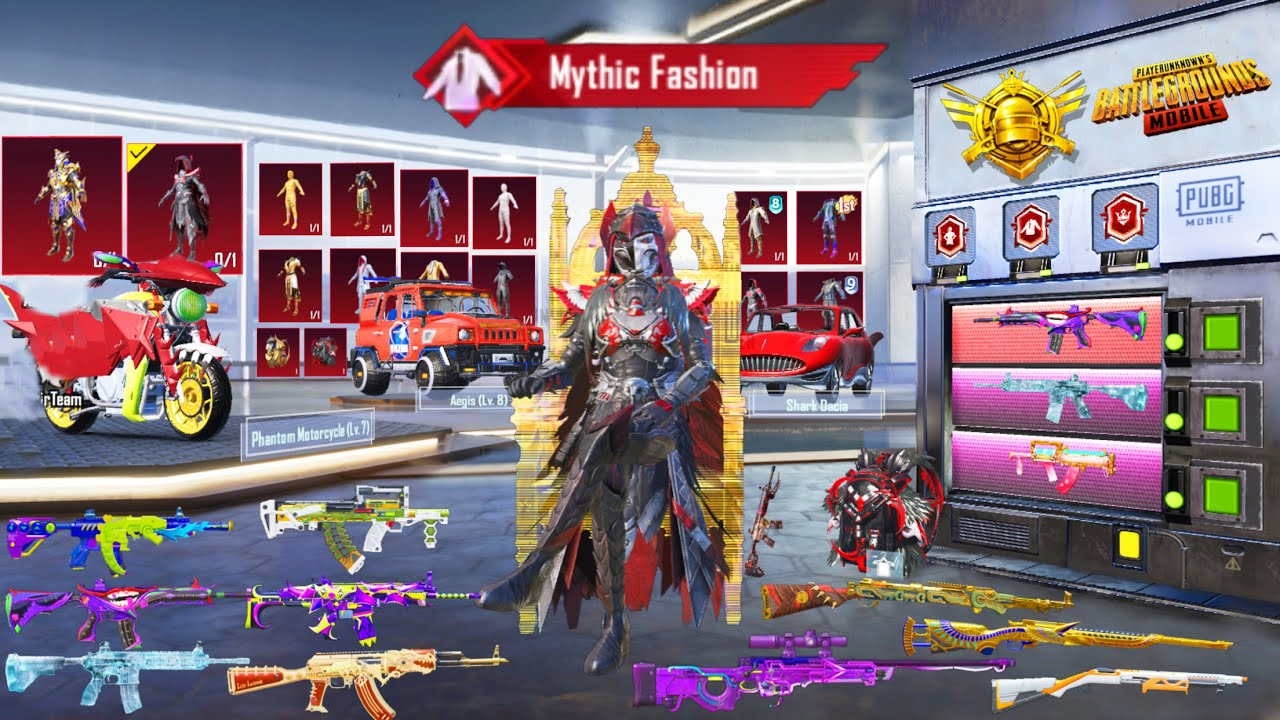 Mythic Fashion
PLAYERUNKNOWN'S
BATTLEGROUNDS
MOBILE
PUBG
MOBILE
0/1
1/1
1/1
1/1
1/1
8
1/1
1st
1/1
1/1
1/1
9
rTeam
Phantom Motorcycle (Lv. 7)
Aegis (Lv. 8)
Shark Dacia